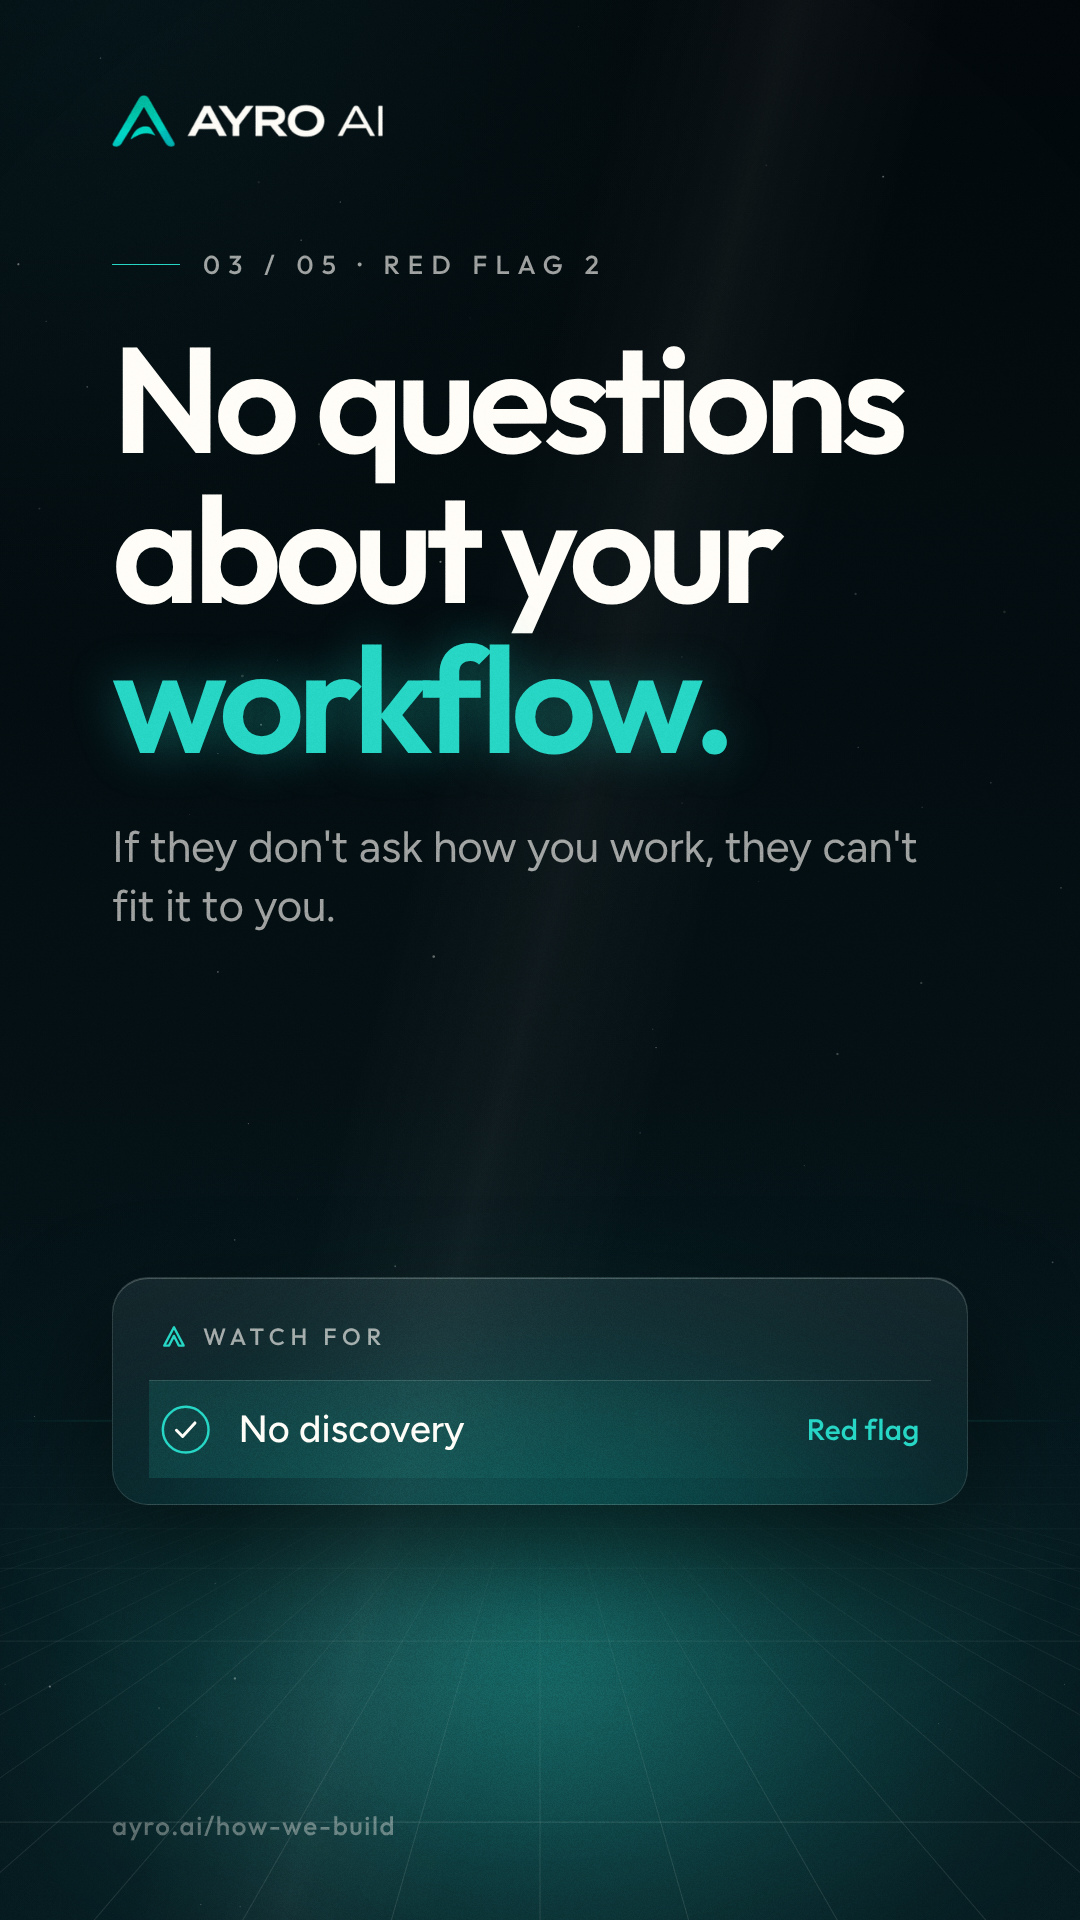 AYRO AI
03 / 05 · RED FLAG 2
No questions
about your
workflow.
If they don't ask how you work, they can't
fit it to you.
WATCH FOR
No discovery
Red flag
ayro.ai/how-we-build